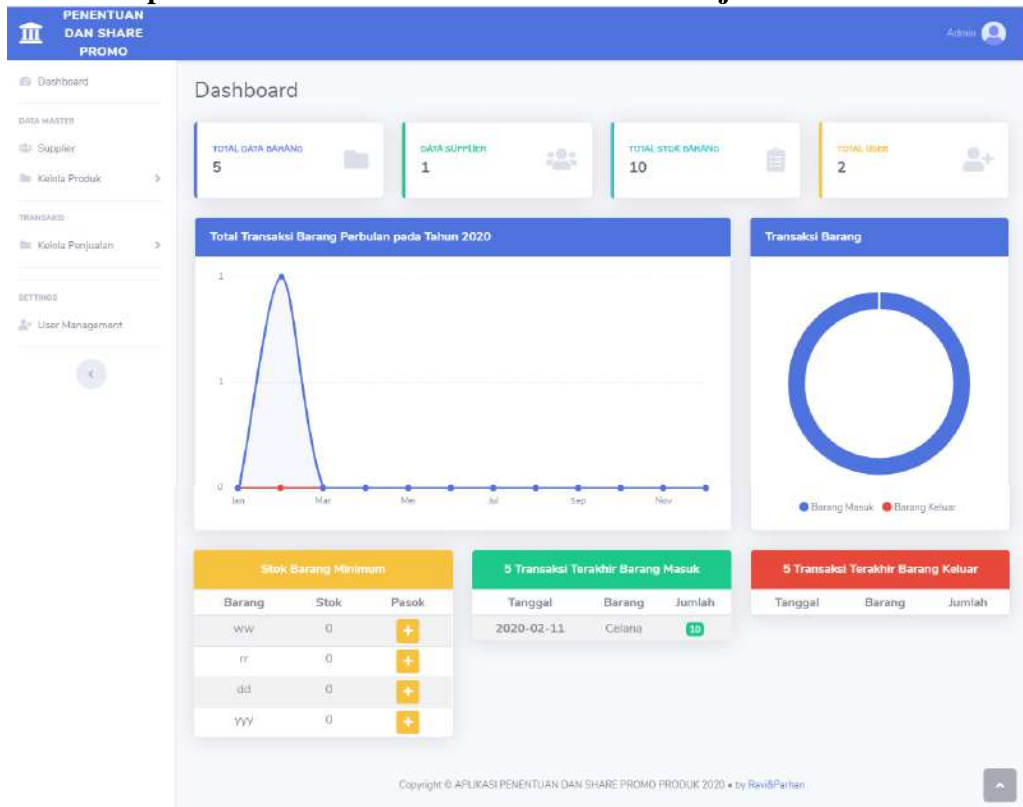 PENENTUAN
DAN SHARE
PROMO
Admin
Dashboard
DATA MASTER
Supplier
Kelola Produk
TRANSAKSI
Kelola Penjualan
SETTINGS
User Management
Dashboard
TOTAL DATA BARANG
5
DATA SUPPLIER
1
TOTAL STOK BARANG
10
TOTAL USER
2
Total Transaksi Barang Perbulan pada Tahun 2020
1
1
0
Jan Mar Mei Jul Sep Nov
Transaksi Barang
Barang Masuk Barang Keluar
Stok Barang Minimum
Barang Stok Pasok
ww 0 +
rr 0 +
dd 0 +
yyy 0 +
5 Transaksi Terakhir Barang Masuk
Tanggal Barang Jumlah
2020-02-11 Celana 10
5 Transaksi Terakhir Barang Keluar
Tanggal Barang Jumlah
Copyright © APLIKASI PENENTUAN DAN SHARE PROMO PRODUK 2020 • by Ravi&Parhan